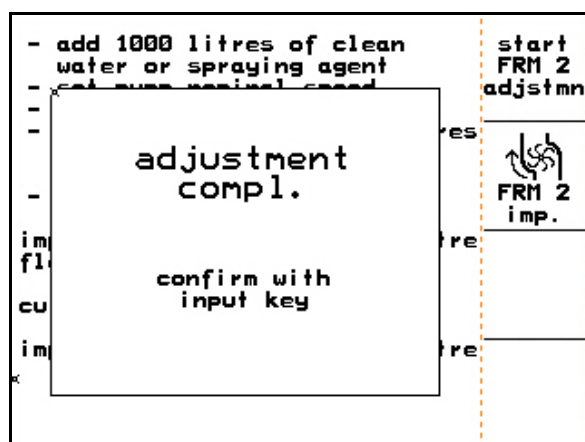 - add 1000 litres of clean
water or spraying agent
-
-
adjustment
compl.
-
confirm with
input key
cu
start
FRM 2
adjstmn
FRM 2
imp.